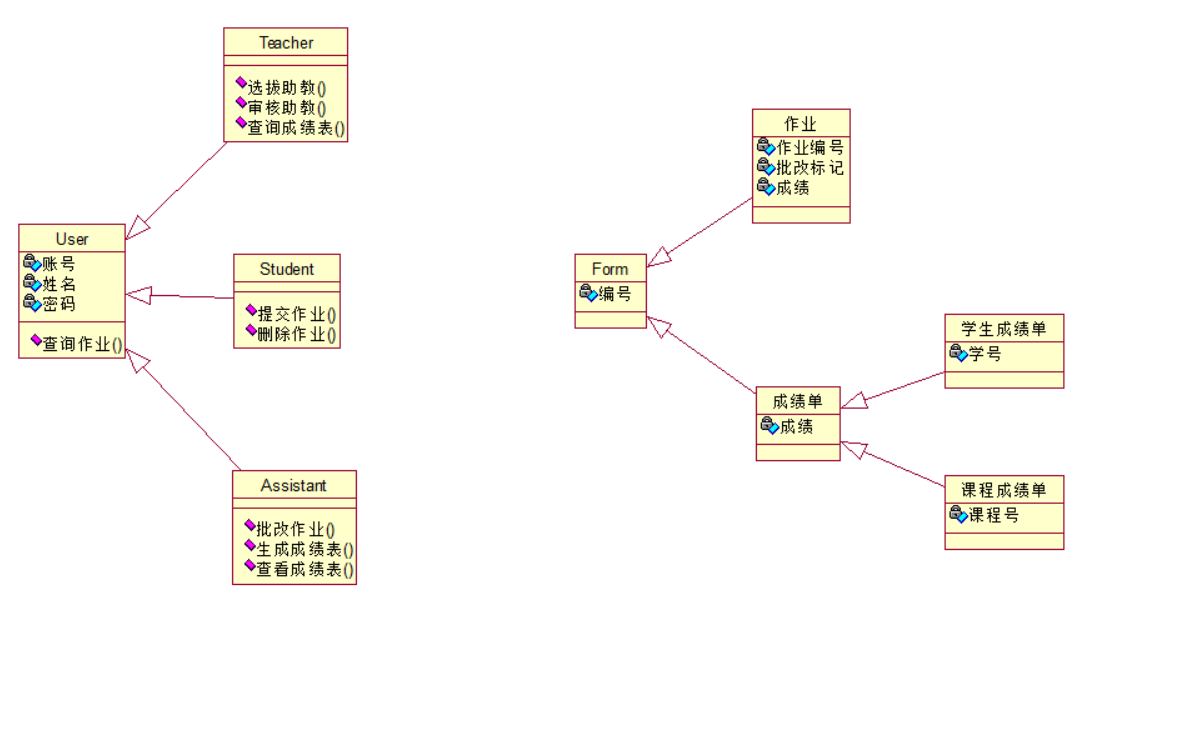 Teacher
选拔助教()
审核助教()
查询成绩表()
User
账号
姓名
密码
查询作业()
Student
提交作业()
删除作业()
Assistant
批改作业()
生成成绩表()
查看成绩表()
作业
作业编号
批改标记
成绩
Form
编号
成绩单
成绩
学生成绩单
学号
课程成绩单
课程号